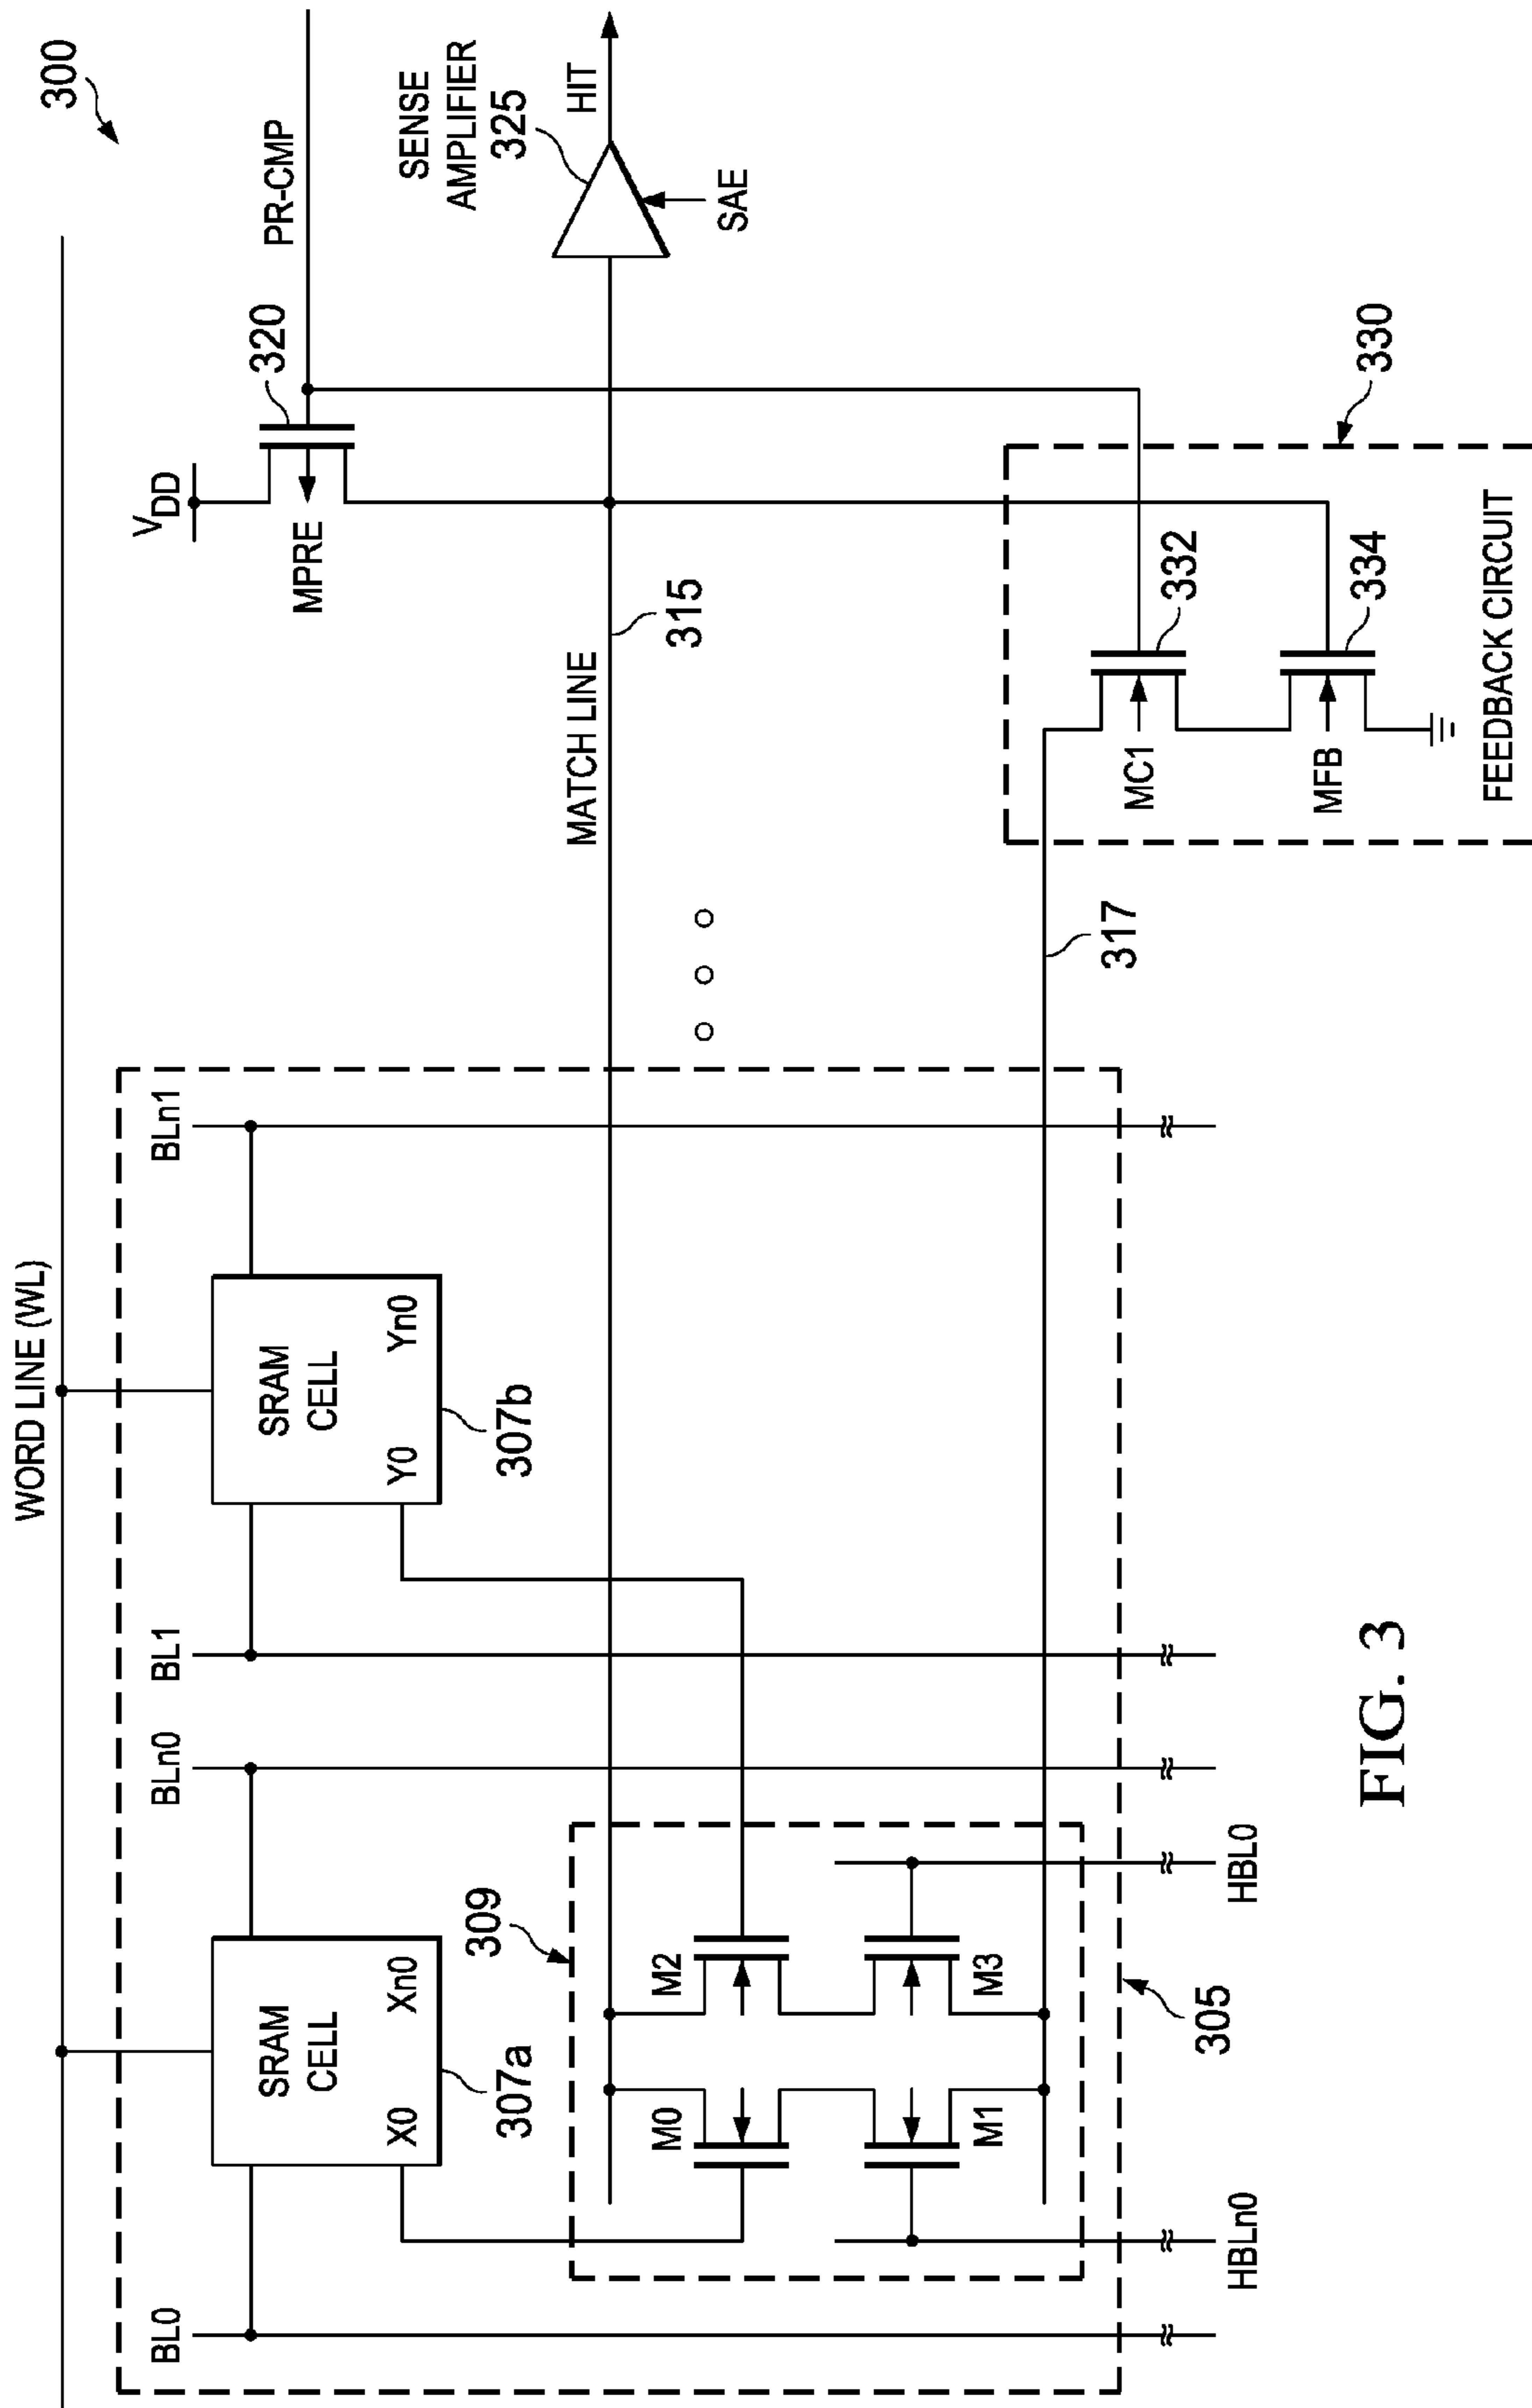 300
WORD LINE (WL)
PR-CMP
SENSE
AMPLIFIER
325
HIT
SAE
320
VDD
MPRE
MATCH LINE
315
BL0
BLn0
BL1
BLn1
SRAM
CELL
X0
Xn0
307a
SRAM
CELL
Y0
Yn0
307b
309
M0
M2
M1
M3
HBLn0
HBL0
305
317
330
MC1
332
MFB
334
FEEDBACK CIRCUIT
FIG. 3